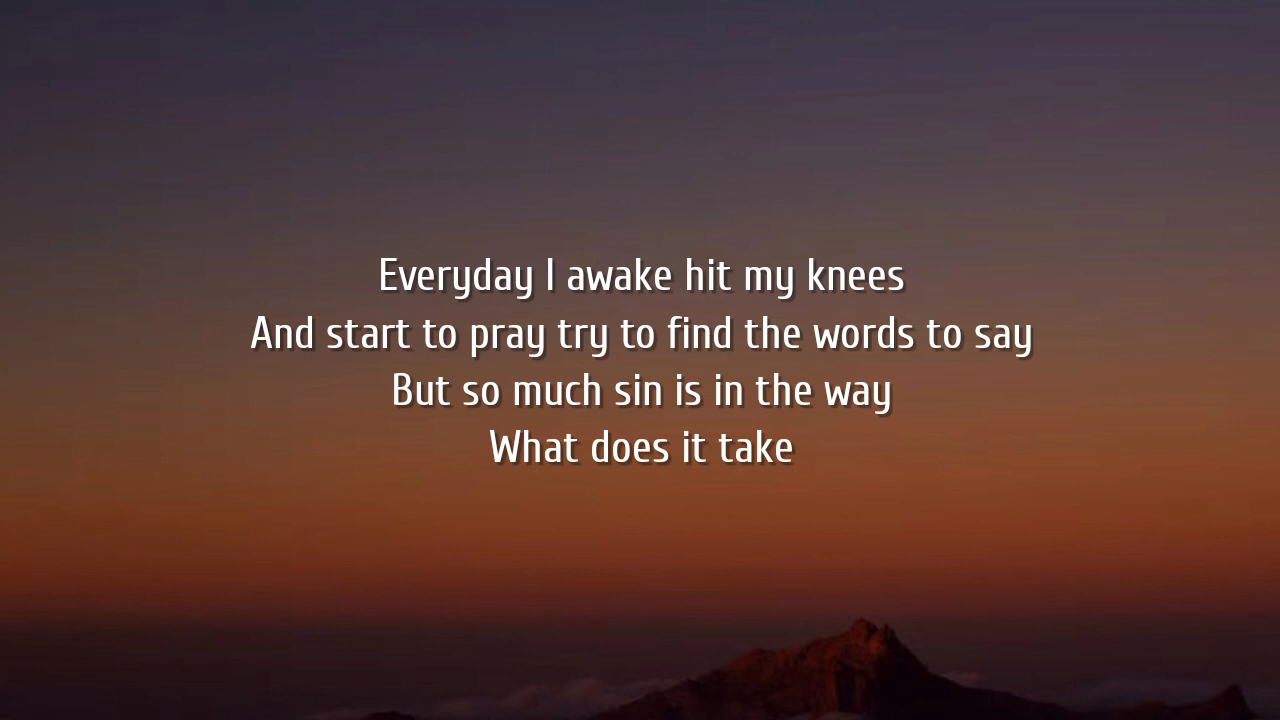 Everyday I awake hit my knees
And start to pray try to find the words to say
But so much sin is in the way
What does it take